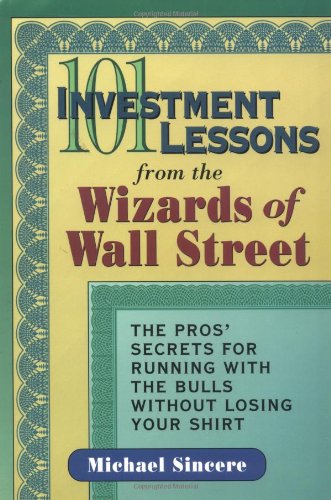 101 INVESTMENT
LESSONS
from the
WIZARDS of
WALL STREET
THE PROS'
SECRETS FOR
RUNNING WITH
THE BULLS
WITHOUT LOSING
YOUR SHIRT
Michael Sincere